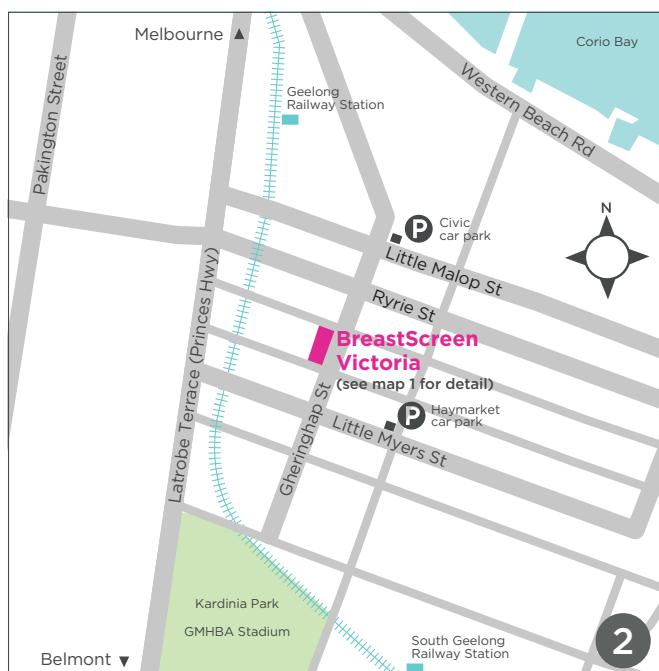 Melbourne ▲
Corio Bay
Western Beach Rd
Pakington Street
Geelong
Railway Station
N
P
Civic
car park
Little Malop St
Ryrie St
Latrobe Terrace (Princes Hwy)
BreastScreen
Victoria
(see map 1 for detail)
P
Haymarket
car park
Little Myers St
Gheringhap St
Kardinia Park
GMHBA Stadium
South Geelong
Railway Station
2
Belmont ▼